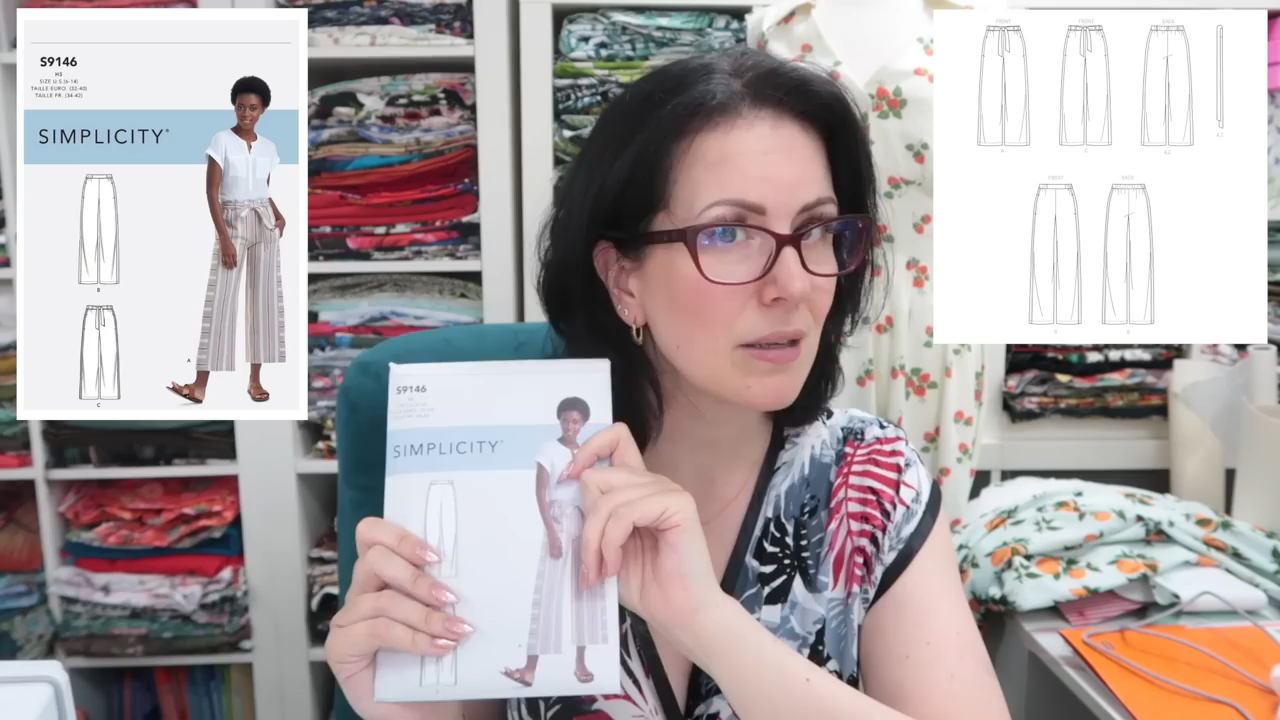 S9146
H5
SIZE U.S.(6-14)
TAILLE EURO. (32-40)
TAILLE FR. (34-42)
SIMPLICITY®
B
A
C
S9146
SIMPLICITY®
FRONT
FRONT
BACK
A
C
FRONT
BACK